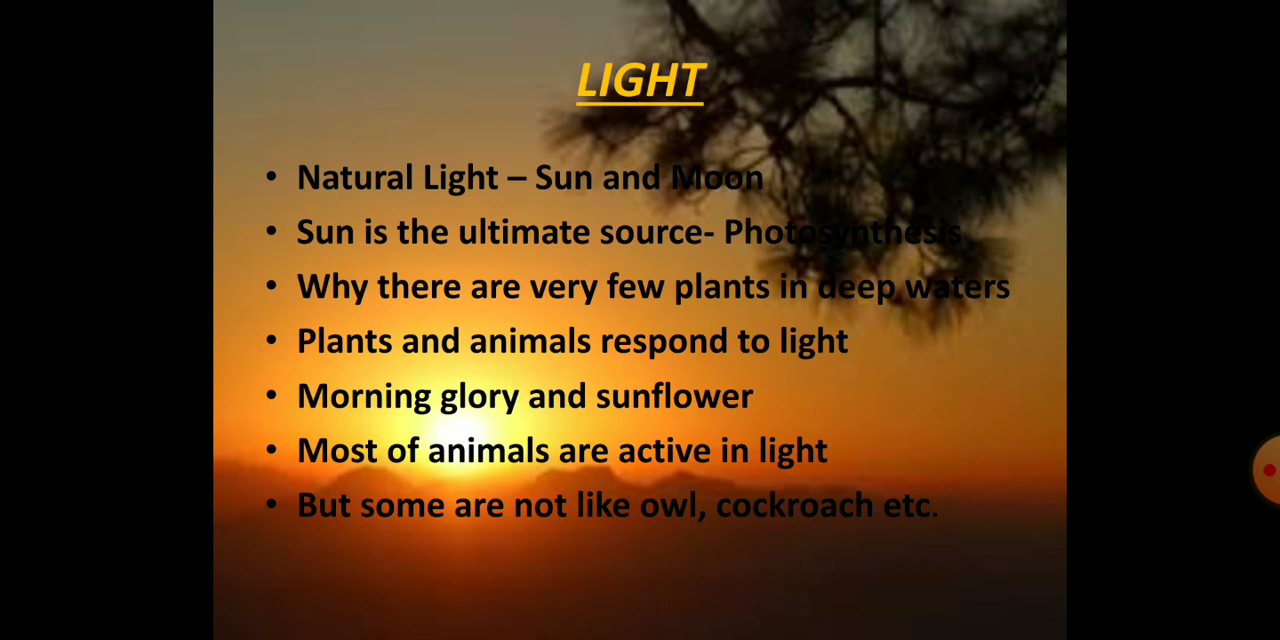 LIGHT
• Natural Light – Sun and Moon
• Sun is the ultimate source- Photosynthesis
• Why there are very few plants in deep waters
• Plants and animals respond to light
• Morning glory and sunflower
• Most of animals are active in light
• But some are not like owl, cockroach etc.